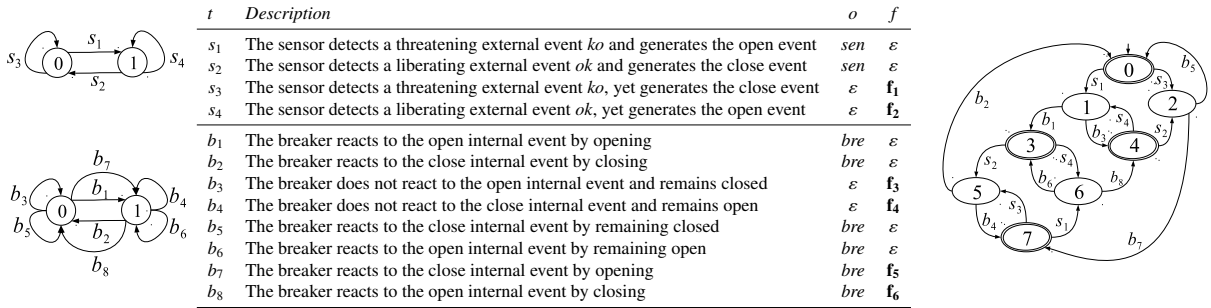 s1
s3 0 1 s4
s2
b7
b1
b3 0 1 b4
b5 b6
b2
b8
t Description o f
s1 The sensor detects a threatening external event ko and generates the open event sen ε
s2 The sensor detects a liberating external event ok and generates the close event sen ε
s3 The sensor detects a threatening external event ko, yet generates the close event ε f1
s4 The sensor detects a liberating external event ok, yet generates the open event ε f2
b1 The breaker reacts to the open internal event by opening bre ε
b2 The breaker reacts to the close internal event by closing bre ε
b3 The breaker does not react to the open internal event and remains closed ε f3
b4 The breaker does not react to the close internal event and remains open ε f4
b5 The breaker reacts to the close internal event by remaining closed bre ε
b6 The breaker reacts to the open internal event by remaining open bre ε
b7 The breaker reacts to the close internal event by opening bre f5
b8 The breaker reacts to the open internal event by closing bre f6
0
b5
s1 s3
b2
1 2
b1 s4
b3 s2
3 4
s2 s4
b6 b8
5 6
s3
b4 s1
7
b7